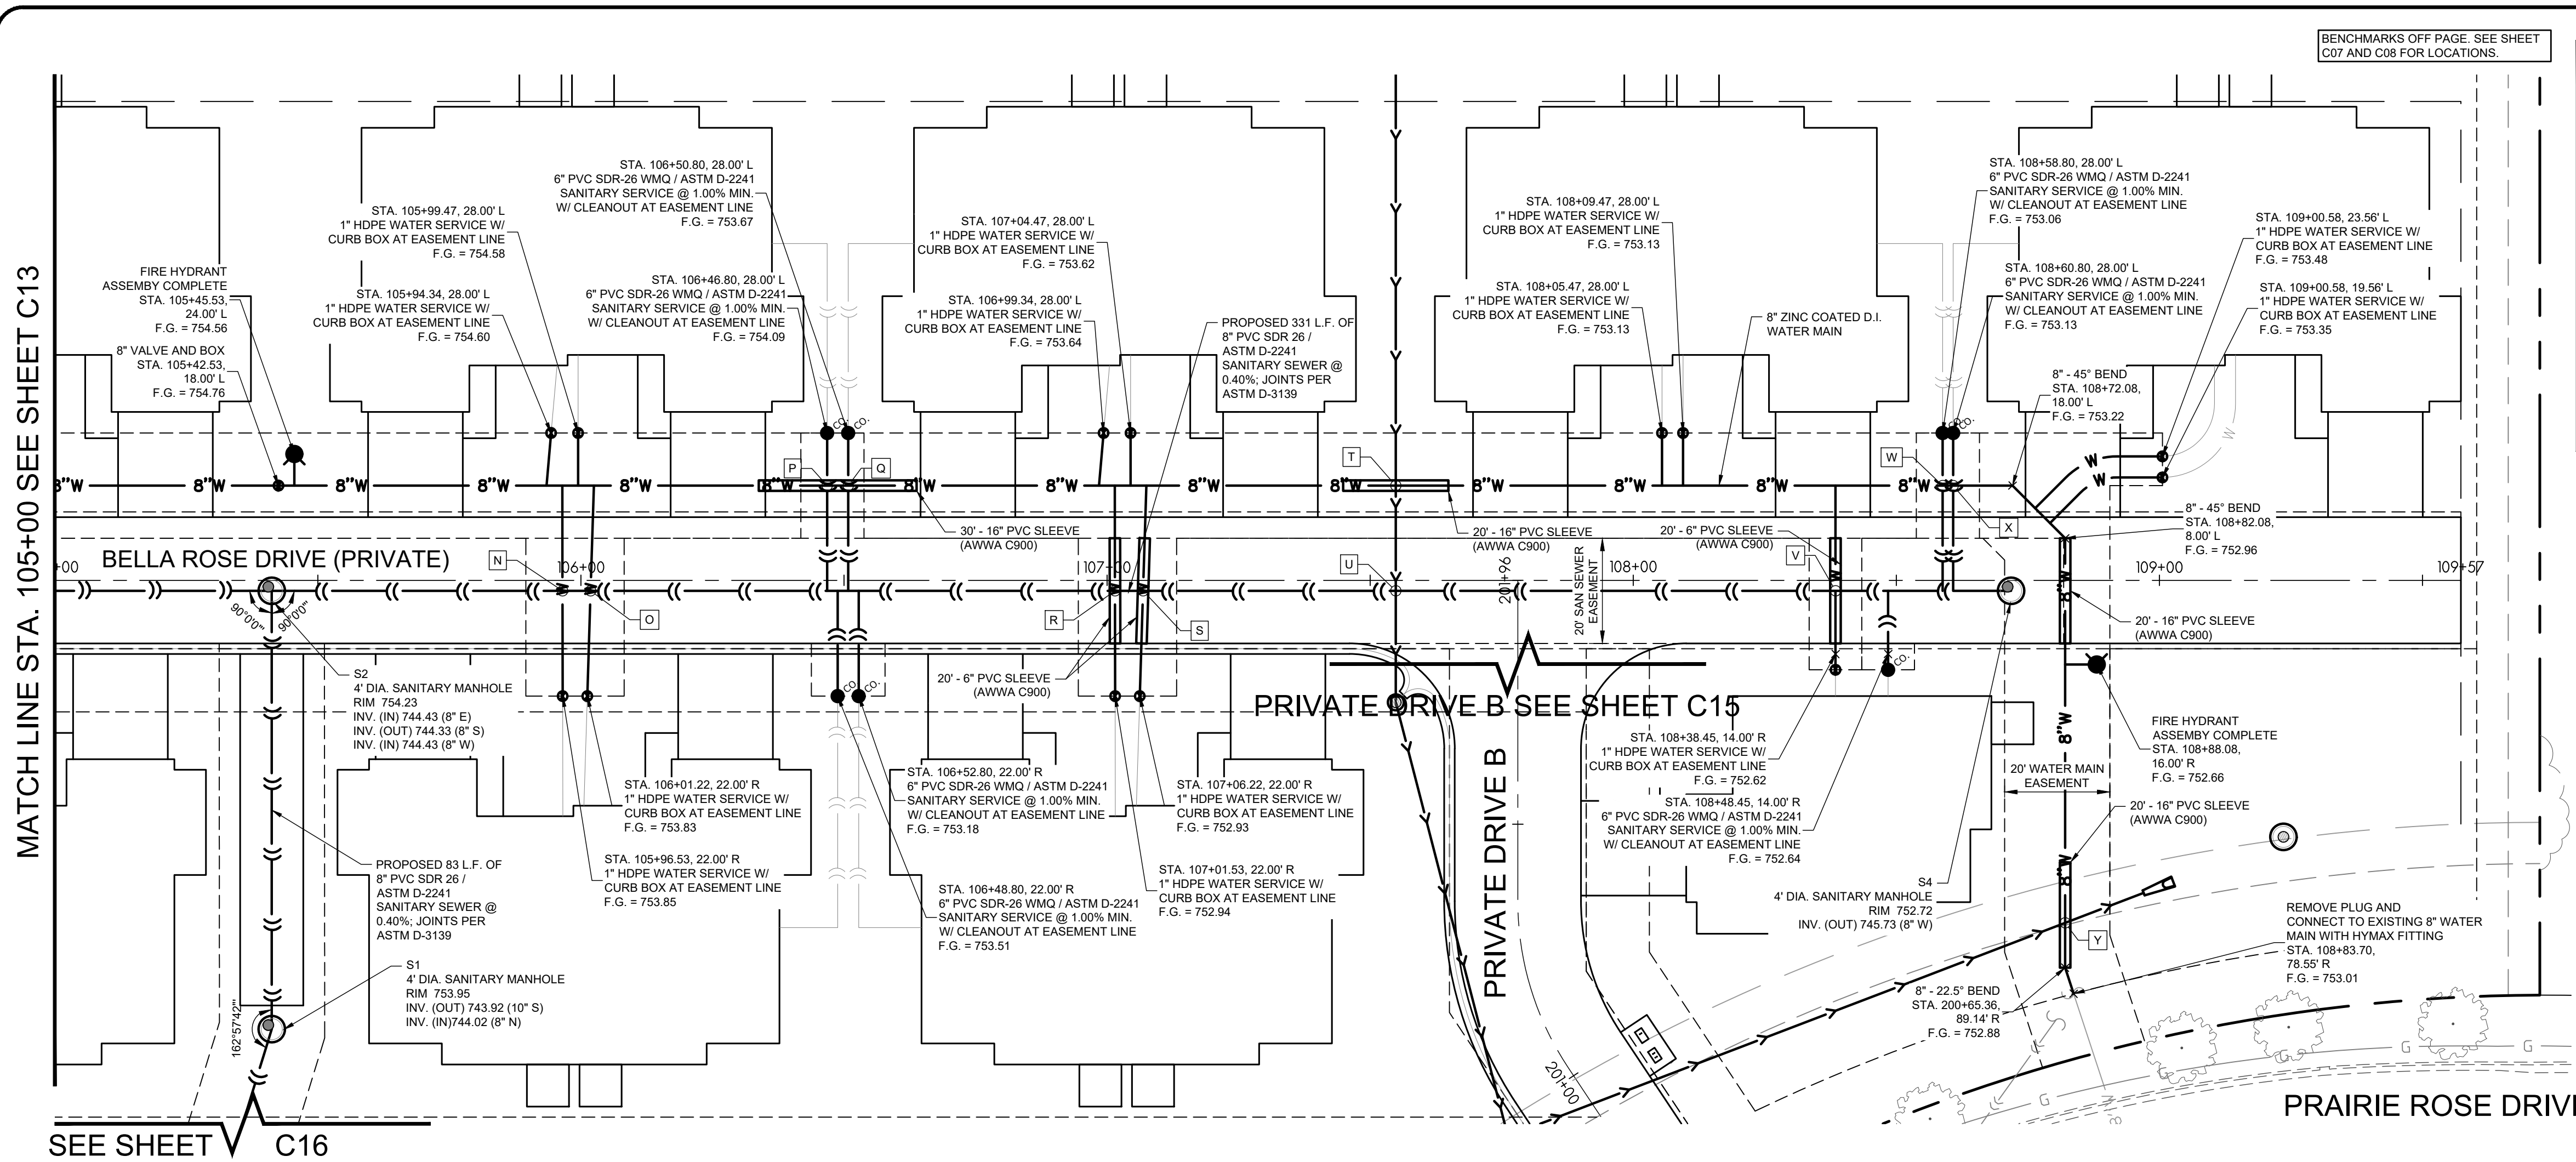 BENCHMARKS OFF PAGE. SEE SHEET
C07 AND C08 FOR LOCATIONS.
MATCH LINE STA. 105+00 SEE SHEET C13
FIRE HYDRANT
ASSEMBY COMPLETE
STA. 105+45.53,
24.00' L
F.G. = 754.56
8" VALVE AND BOX
STA. 105+42.53,
18.00' L
F.G. = 754.76
STA. 105+99.47, 28.00' L
1" HDPE WATER SERVICE W/
CURB BOX AT EASEMENT LINE
F.G. = 754.58
STA. 105+94.34, 28.00' L
1" HDPE WATER SERVICE W/
CURB BOX AT EASEMENT LINE
F.G. = 754.60
STA. 106+50.80, 28.00' L
6" PVC SDR-26 WMQ / ASTM D-2241
SANITARY SERVICE @ 1.00% MIN.
W/ CLEANOUT AT EASEMENT LINE
F.G. = 753.67
STA. 106+46.80, 28.00' L
6" PVC SDR-26 WMQ / ASTM D-2241
SANITARY SERVICE @ 1.00% MIN.
W/ CLEANOUT AT EASEMENT LINE
F.G. = 754.09
STA. 107+04.47, 28.00' L
1" HDPE WATER SERVICE W/
CURB BOX AT EASEMENT LINE
F.G. = 753.62
STA. 106+99.34, 28.00' L
1" HDPE WATER SERVICE W/
CURB BOX AT EASEMENT LINE
F.G. = 753.64
PROPOSED 331 L.F. OF
8" PVC SDR 26 /
ASTM D-2241
SANITARY SEWER @
0.40%; JOINTS PER
ASTM D-3139
STA. 108+09.47, 28.00' L
1" HDPE WATER SERVICE W/
CURB BOX AT EASEMENT LINE
F.G. = 753.13
STA. 108+05.47, 28.00' L
1" HDPE WATER SERVICE W/
CURB BOX AT EASEMENT LINE
F.G. = 753.13
8" ZINC COATED D.I.
WATER MAIN
STA. 108+58.80, 28.00' L
6" PVC SDR-26 WMQ / ASTM D-2241
SANITARY SERVICE @ 1.00% MIN.
W/ CLEANOUT AT EASEMENT LINE
F.G. = 753.06
STA. 108+60.80, 28.00' L
6" PVC SDR-26 WMQ / ASTM D-2241
SANITARY SERVICE @ 1.00% MIN.
W/ CLEANOUT AT EASEMENT LINE
F.G. = 753.13
STA. 109+00.58, 23.56' L
1" HDPE WATER SERVICE W/
CURB BOX AT EASEMENT LINE
F.G. = 753.48
STA. 109+00.58, 19.56' L
1" HDPE WATER SERVICE W/
CURB BOX AT EASEMENT LINE
F.G. = 753.35
8" - 45° BEND
STA. 108+72.08,
18.00' L
F.G. = 753.22
CO. CO.
CO.
W
W
W
P
Q
T
W
8"W 8"W 8"W 8"W 8"W 8"W 8"W 8"W 8"W 8"W 8"W 8"W 8"W 8"W
8" - 45° BEND
STA. 108+82.08,
8.00' L
F.G. = 752.96
X
30' - 16" PVC SLEEVE
(AWWA C900)
20' - 16" PVC SLEEVE
(AWWA C900)
20' - 6" PVC SLEEVE
(AWWA C900)
20' SAN SEWER
EASEMENT
BELLA ROSE DRIVE (PRIVATE)
N
U
V
+00
106+00
107+00
201+96
108+00
109+00
109+57
W W W W W
8"W
90°0'0"
90°0'0"
O
R
S
20' - 16" PVC SLEEVE
(AWWA C900)
CO. CO.
CO.
20' - 6" PVC SLEEVE
(AWWA C900)
S2
4' DIA. SANITARY MANHOLE
RIM 754.23
INV. (IN) 744.43 (8" E)
INV. (OUT) 744.33 (8" S)
INV. (IN) 744.43 (8" W)
PRIVATE DRIVE B SEE SHEET C15
PRIVATE DRIVE B
STA. 106+01.22, 22.00' R
1" HDPE WATER SERVICE W/
CURB BOX AT EASEMENT LINE
F.G. = 753.83
STA. 105+96.53, 22.00' R
1" HDPE WATER SERVICE W/
CURB BOX AT EASEMENT LINE
F.G. = 753.85
STA. 106+52.80, 22.00' R
6" PVC SDR-26 WMQ / ASTM D-2241
SANITARY SERVICE @ 1.00% MIN.
W/ CLEANOUT AT EASEMENT LINE
F.G. = 753.18
STA. 106+48.80, 22.00' R
6" PVC SDR-26 WMQ / ASTM D-2241
SANITARY SERVICE @ 1.00% MIN.
W/ CLEANOUT AT EASEMENT LINE
F.G. = 753.51
STA. 107+06.22, 22.00' R
1" HDPE WATER SERVICE W/
CURB BOX AT EASEMENT LINE
F.G. = 752.93
STA. 107+01.53, 22.00' R
1" HDPE WATER SERVICE W/
CURB BOX AT EASEMENT LINE
F.G. = 752.94
STA. 108+38.45, 14.00' R
1" HDPE WATER SERVICE W/
CURB BOX AT EASEMENT LINE
F.G. = 752.62
STA. 108+48.45, 14.00' R
6" PVC SDR-26 WMQ / ASTM D-2241
SANITARY SERVICE @ 1.00% MIN.
W/ CLEANOUT AT EASEMENT LINE
F.G. = 752.64
S4
4' DIA. SANITARY MANHOLE
RIM 752.72
INV. (OUT) 745.73 (8" W)
8"W
FIRE HYDRANT
ASSEMBY COMPLETE
STA. 108+88.08,
16.00' R
F.G. = 752.66
20' WATER MAIN
EASEMENT
20' - 16" PVC SLEEVE
(AWWA C900)
8"W
Y
REMOVE PLUG AND
CONNECT TO EXISTING 8" WATER
MAIN WITH HYMAX FITTING
STA. 108+83.70,
78.55' R
F.G. = 753.01
8" - 22.5° BEND
STA. 200+65.36,
89.14' R
F.G. = 752.88
PROPOSED 83 L.F. OF
8" PVC SDR 26 /
ASTM D-2241
SANITARY SEWER @
0.40%; JOINTS PER
ASTM D-3139
S1
4' DIA. SANITARY MANHOLE
RIM 753.95
INV. (OUT) 743.92 (10" S)
INV. (IN)744.02 (8" N)
162°57'42"
201+00
G G G G G
PRAIRIE ROSE DRIVE
SEE SHEET C16